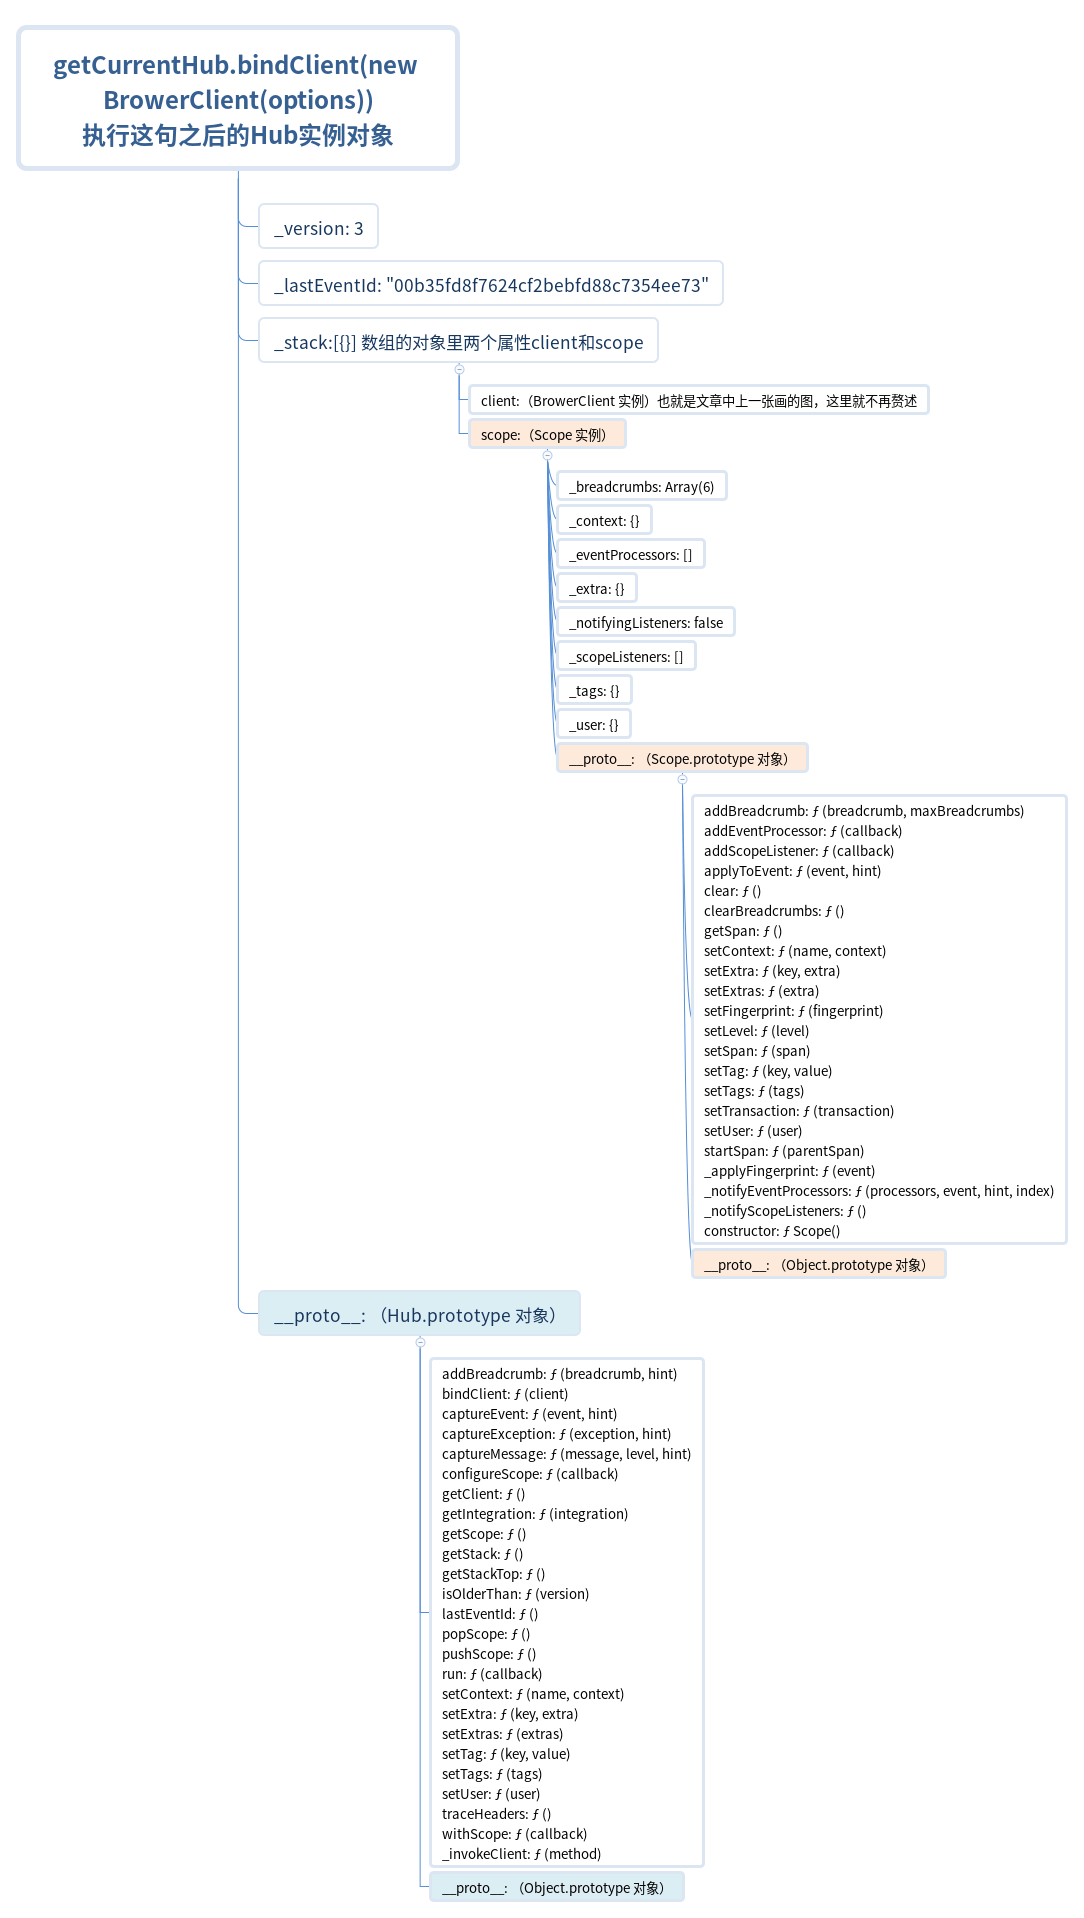 getCurrentHub.bindClient(new
BrowerClient(options))
执行这句之后的Hub实例对象
_version: 3
_lastEventId: "00b35fd8f7624cf2bebfd88c7354ee73"
_stack:[{}] 数组的对象里两个属性client和scope
client:（BrowerClient 实例）也就是文章中上一张画的图，这里就不再赘述
scope:（Scope 实例）
_breadcrumbs: Array(6)
_context: {}
_eventProcessors: []
_extra: {}
_notifyingListeners: false
_scopeListeners: []
_tags: {}
_user: {}
__proto__: （Scope.prototype 对象）
addBreadcrumb: ƒ (breadcrumb, maxBreadcrumbs)
addEventProcessor: ƒ (callback)
addScopeListener: ƒ (callback)
applyToEvent: ƒ (event, hint)
clear: ƒ ()
clearBreadcrumbs: ƒ ()
getSpan: ƒ ()
setContext: ƒ (name, context)
setExtra: ƒ (key, extra)
setExtras: ƒ (extra)
setFingerprint: ƒ (fingerprint)
setLevel: ƒ (level)
setSpan: ƒ (span)
setTag: ƒ (key, value)
setTags: ƒ (tags)
setTransaction: ƒ (transaction)
setUser: ƒ (user)
startSpan: ƒ (parentSpan)
_applyFingerprint: ƒ (event)
_notifyEventProcessors: ƒ (processors, event, hint, index)
_notifyScopeListeners: ƒ ()
constructor: ƒ Scope()
__proto__: （Object.prototype 对象）
__proto__: （Hub.prototype 对象）
addBreadcrumb: ƒ (breadcrumb, hint)
bindClient: ƒ (client)
captureEvent: ƒ (event, hint)
captureException: ƒ (exception, hint)
captureMessage: ƒ (message, level, hint)
configureScope: ƒ (callback)
getClient: ƒ ()
getIntegration: ƒ (integration)
getScope: ƒ ()
getStack: ƒ ()
getStackTop: ƒ ()
isOlderThan: ƒ (version)
lastEventId: ƒ ()
popScope: ƒ ()
pushScope: ƒ ()
run: ƒ (callback)
setContext: ƒ (name, context)
setExtra: ƒ (key, extra)
setExtras: ƒ (extras)
setTag: ƒ (key, value)
setTags: ƒ (tags)
setUser: ƒ (user)
traceHeaders: ƒ ()
withScope: ƒ (callback)
_invokeClient: ƒ (method)
__proto__: （Object.prototype 对象）